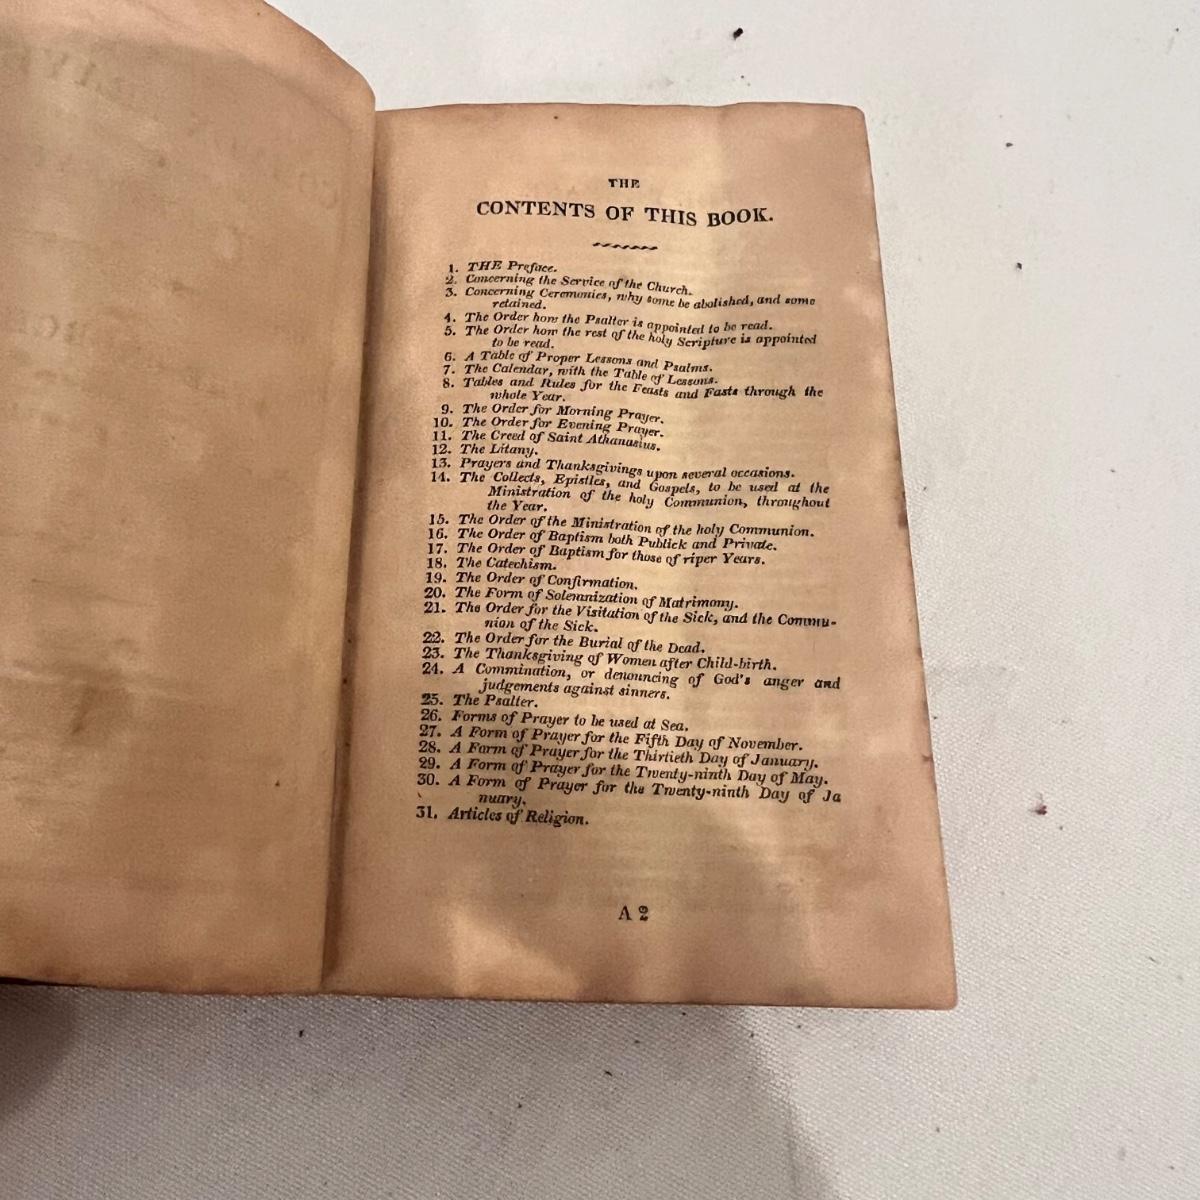 THE
CONTENTS OF THIS BOOK.
1. THE Preface.
2. Concerning the Service of the Church.
3. Concerning Ceremonies, why some be abolished, and some
retained.
4. The Order how the Psalter is appointed to be read.
5. The Order how the rest of the holy Scripture is appointed
to be read.
6. A Table of Proper Lessons and Psalms.
7. The Calendar, with the Table of Lessons.
8. Tables and Rules for the Feasts and Fasts through the
whole Year.
9. The Order for Morning Prayer.
10. The Order for Evening Prayer.
11. The Creed of Saint Athanasius.
12. The Litany.
13. Prayers and Thanksgivings upon several occasions.
14. The Collects, Epistles, and Gospels, to be used at the
Ministration of the holy Communion, throughout
the Year.
15. The Order of the Ministration of the holy Communion.
16. The Order of Baptism both Publick and Private.
17. The Order of Baptism for those of riper Years.
18. The Catechism.
19. The Order of Confirmation.
20. The Form of Solemnization of Matrimony.
21. The Order for the Visitation of the Sick, and the Commu-
nion of the Sick.
22. The Order for the Burial of the Dead.
23. The Thanksgiving of Women after Child-birth.
24. A Commination, or denouncing of God's anger and
judgements against sinners.
25. The Psalter.
26. Forms of Prayer to be used at Sea.
27. A Form of Prayer for the Fifth Day of November.
28. A Form of Prayer for the Thirtieth Day of January.
29. A Form of Prayer for the Twenty-ninth Day of May.
30. A Form of Prayer for the Twenty-ninth Day of Ja
nuary.
31. Articles of Religion.
A 2